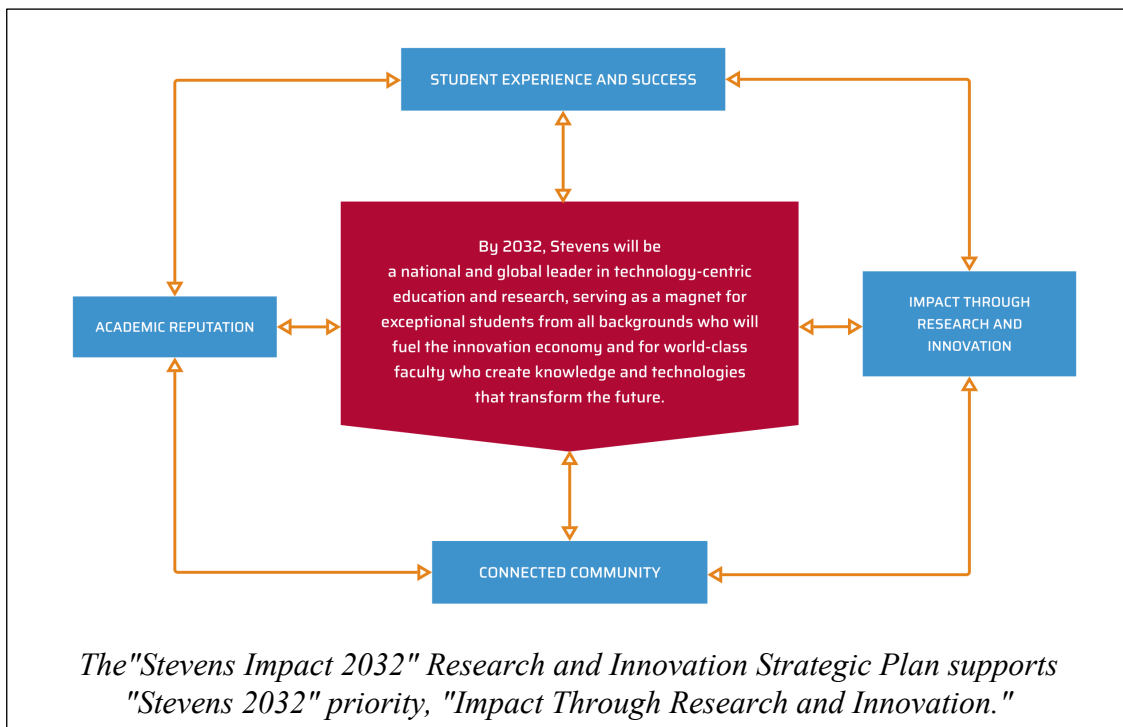 STUDENT EXPERIENCE AND SUCCESS
By 2032, Stevens will be
a national and global leader in technology-centric
education and research, serving as a magnet for
exceptional students from all backgrounds who will
fuel the innovation economy and for world-class
faculty who create knowledge and technologies
that transform the future.
ACADEMIC REPUTATION
IMPACT THROUGH
RESEARCH AND
INNOVATION
CONNECTED COMMUNITY
The"Stevens Impact 2032" Research and Innovation Strategic Plan supports
"Stevens 2032" priority, "Impact Through Research and Innovation."